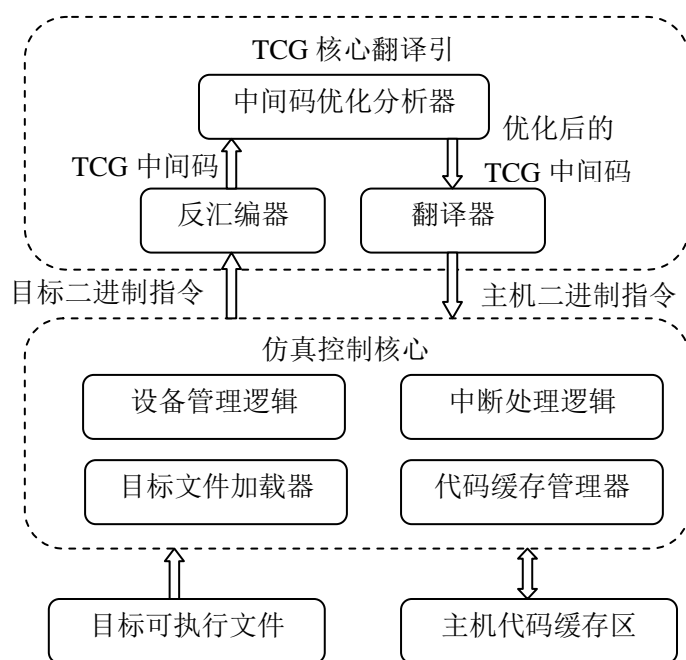 TCG 核心翻译引
中间码优化分析器
优化后的
TCG 中间码
TCG 中间码
反汇编器
翻译器
目标二进制指令
主机二进制指令
仿真控制核心
设备管理逻辑
中断处理逻辑
目标文件加载器
代码缓存管理器
目标可执行文件
主机代码缓存区